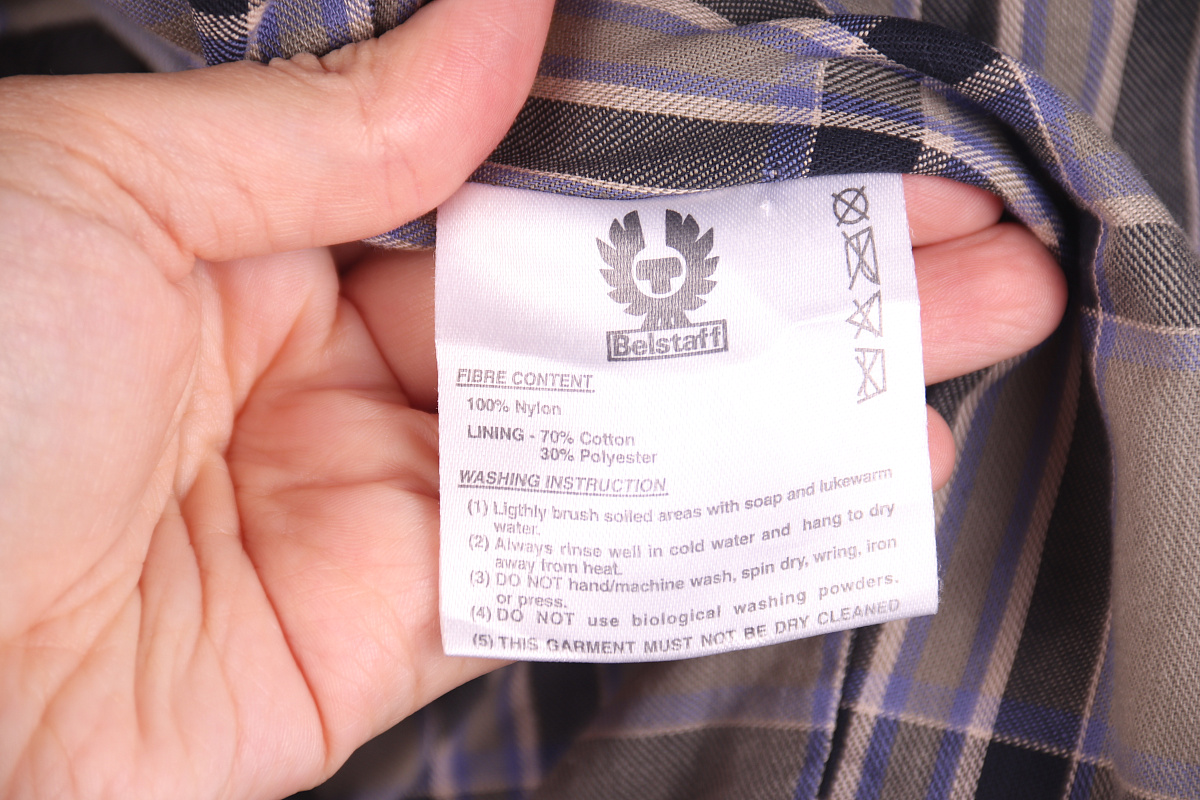 Belstaff
FIBRE CONTENT
100% Nylon
LINING - 70% Cotton
30% Polyester
WASHING INSTRUCTION
(1) Ligthly brush soiled areas with soap and lukewarm
water.
(2) Always rinse well in cold water and hang to dry
away from heat.
(3) DO NOT hand/machine wash, spin dry, wring, iron
or press.
(4) DO NOT use biological washing powders.
(5) THIS GARMENT MUST NOT BE DRY CLEANED